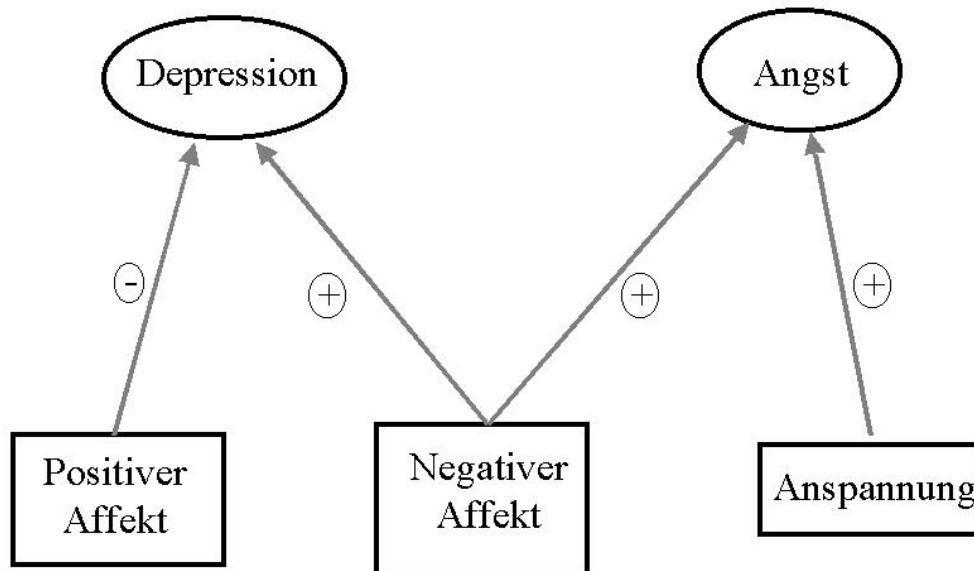 Depression
Angst
-
+
+
+
Positiver
Affekt
Negativer
Affekt
Anspannung